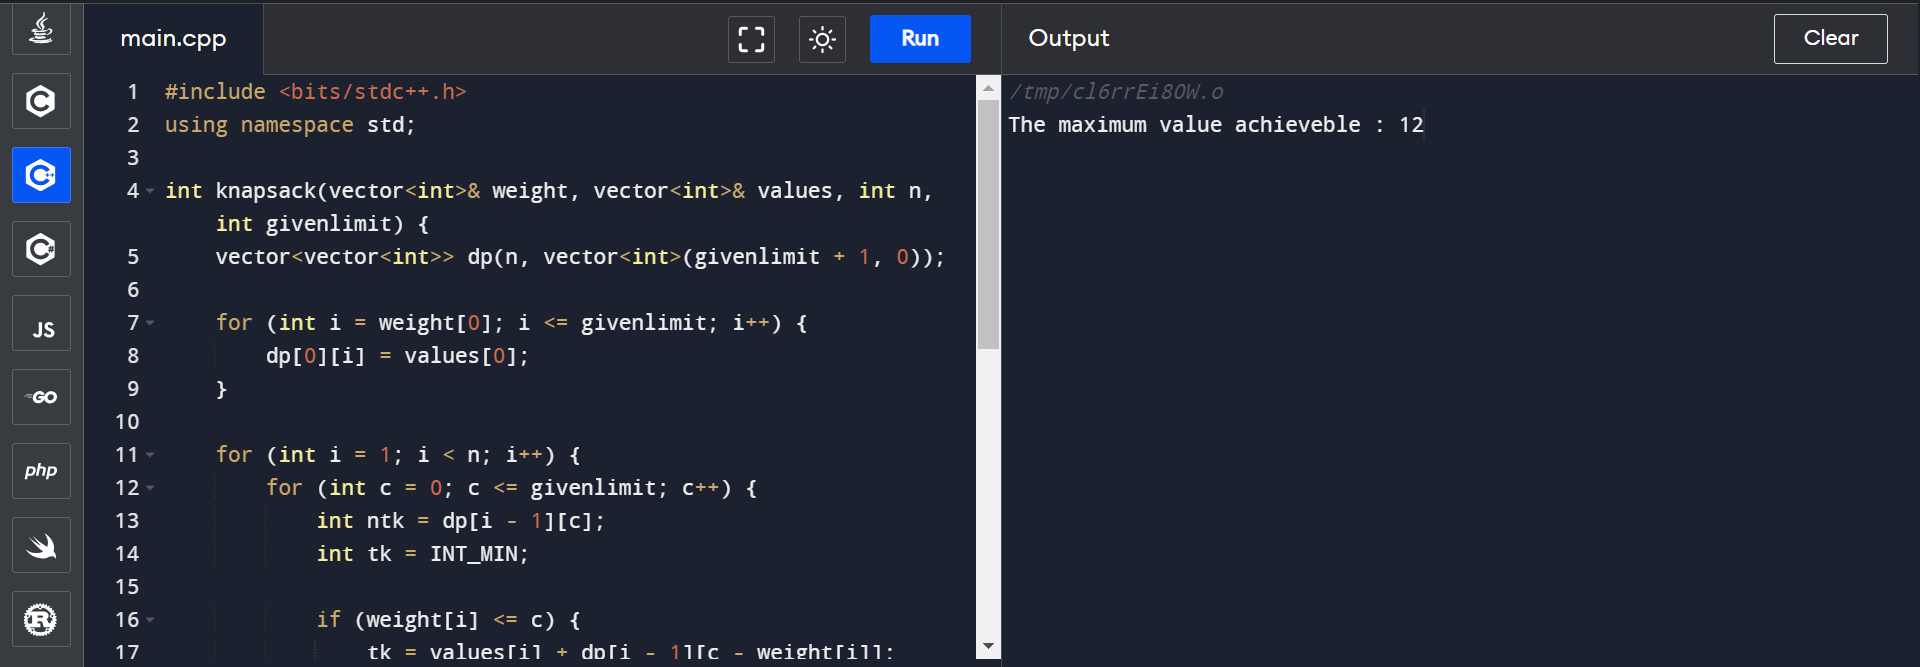 main.cpp
Run
Output
Clear
1 #include <bits/stdc++.h>
2 using namespace std;
3
4 int knapsack(vector<int>& weight, vector<int>& values, int n,
int givenlimit) {
5 vector<vector<int>> dp(n, vector<int>(givenlimit + 1, 0));
6
7 for (int i = weight[0]; i <= givenlimit; i++) {
8 dp[0][i] = values[0];
9 }
10
11 for (int i = 1; i < n; i++) {
12 for (int c = 0; c <= givenlimit; c++) {
13 int ntk = dp[i - 1][c];
14 int tk = INT_MIN;
15
16 if (weight[i] <= c) {
17 tk = values[i] + dp[i - 1][c - weight[i]];
/tmp/cl6rrEi8OW.o
The maximum value achieveble : 12
C
C++
C#
JS
GO
php
R